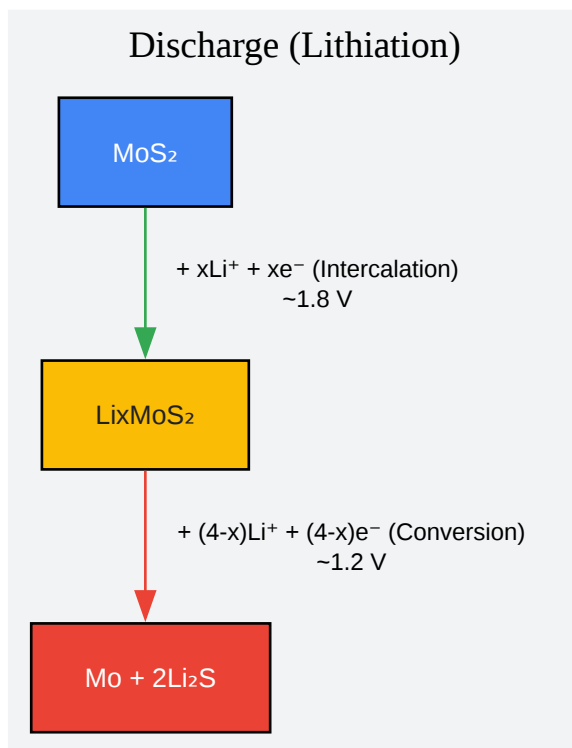 Discharge (Lithiation)
MoS₂
+ xLi⁺ + xe⁻ (Intercalation)
~1.8 V
LixMoS₂
+ (4-x)Li⁺ + (4-x)e⁻ (Conversion)
~1.2 V
Mo + 2Li₂S